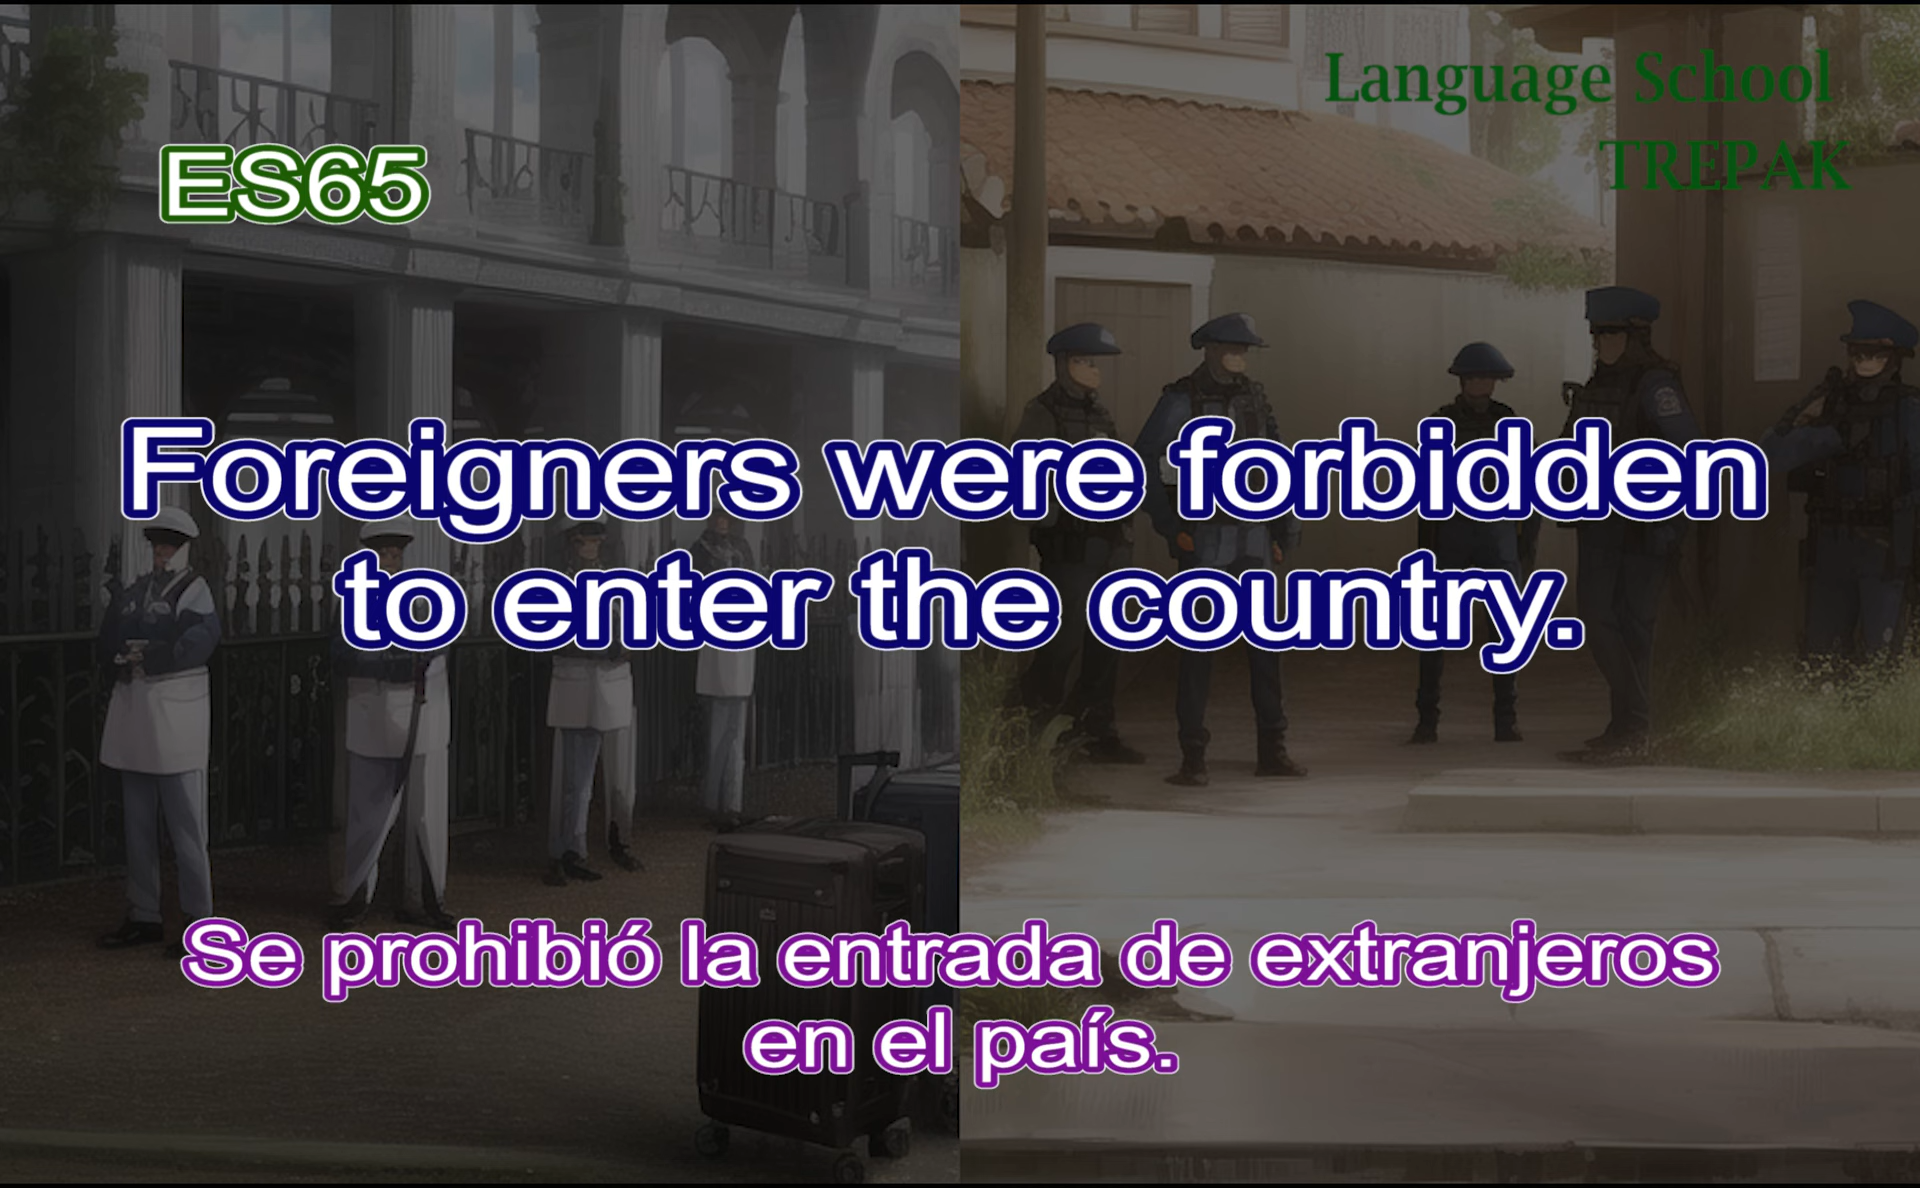 Language School
TREPAK
ES65
Foreigners were forbidden
to enter the country.
Se prohibió la entrada de extranjeros
en el país.